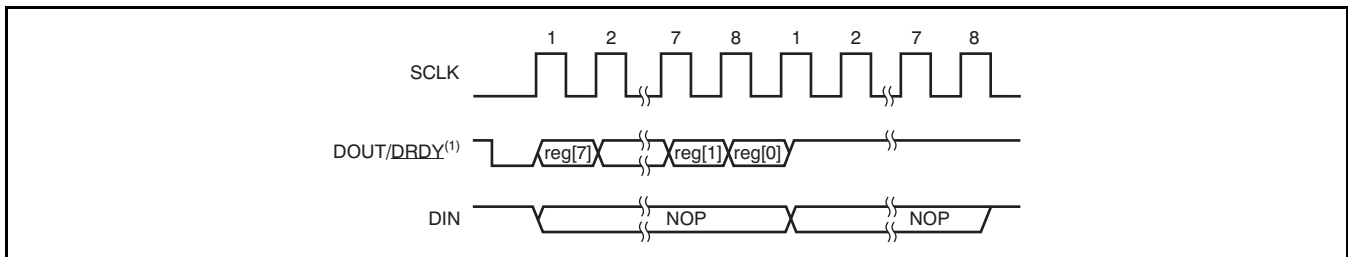 1 2 7 8 1 2 7 8
SCLK
DOUT/DRDY(1) reg[7] reg[1] reg[0]
DIN NOP NOP